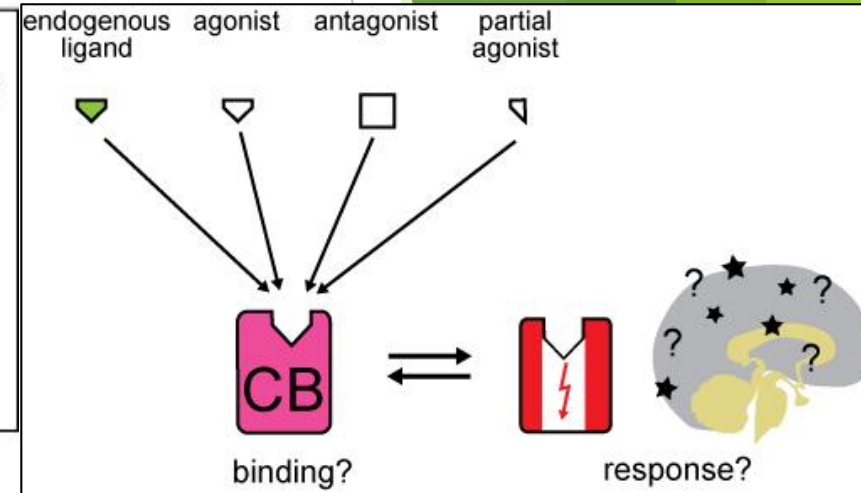 endogenous ligand
agonist
antagonist
partial agonist
CB
?
?
?
?
binding?
response?